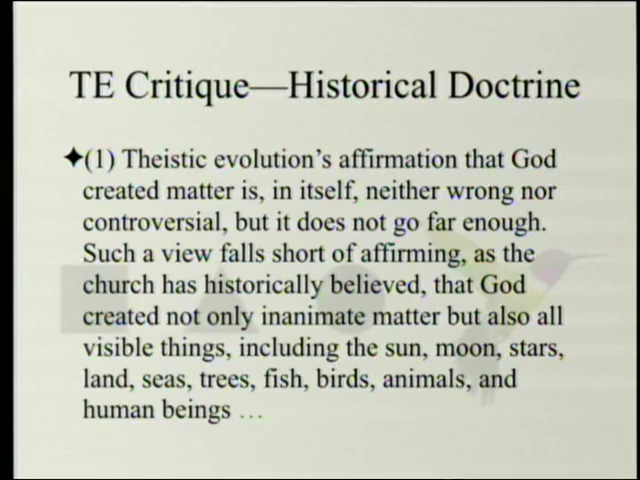 TE Critique—Historical Doctrine
✦(1) Theistic evolution's affirmation that God
created matter is, in itself, neither wrong nor
controversial, but it does not go far enough.
Such a view falls short of affirming, as the
church has historically believed, that God
created not only inanimate matter but also all
visible things, including the sun, moon, stars,
land, seas, trees, fish, birds, animals, and
human beings …